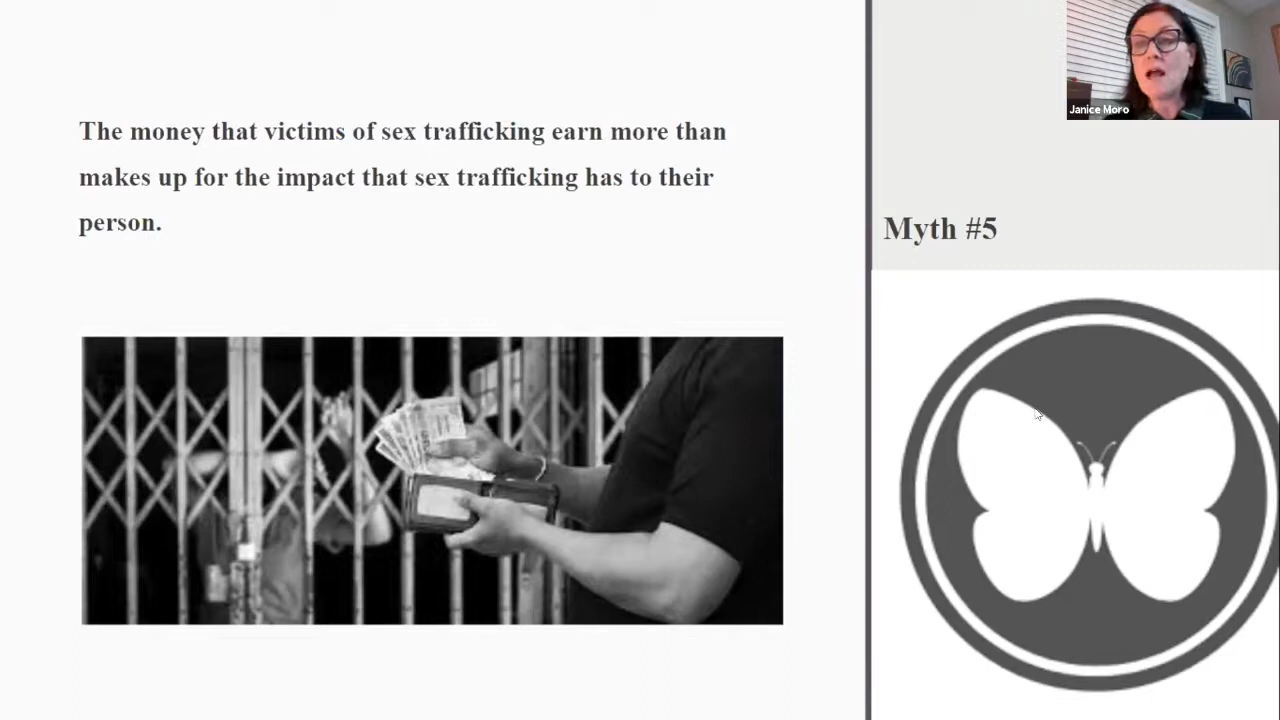 The money that victims of sex trafficking earn more than
makes up for the impact that sex trafficking has to their
person.
Janice Moro
Myth #5